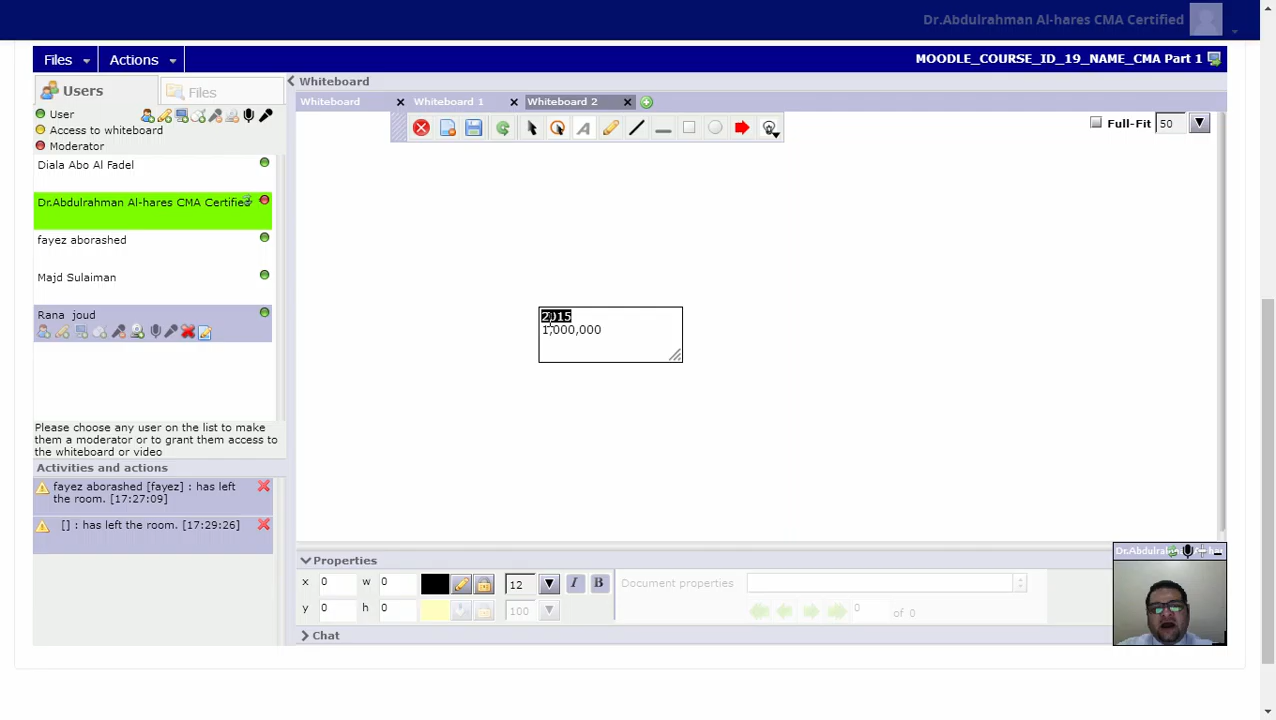 Dr.Abdulrahman Al-hares CMA Certified
Files
Actions
MOODLE_COURSE_ID_19_NAME_CMA Part 1
Users
Files
User
Access to whiteboard
Moderator
Diala Abo Al Fadel
Dr.Abdulrahman Al-hares CMA Certified
fayez aborashed
Majd Sulaiman
Rana joud
Please choose any user on the list to make
them a moderator or to grant them access to
the whiteboard or video
Activities and actions
fayez aborashed [fayez] : has left
the room. [17:27:09]
[] : has left the room. [17:29:26]
Whiteboard
Whiteboard
Whiteboard 1
Whiteboard 2
A
Full-Fit
50
2015
1,000,000
Properties
x 0 w 0
12
I
B
Document properties
y 0 h 0
100
0
of 0
Chat